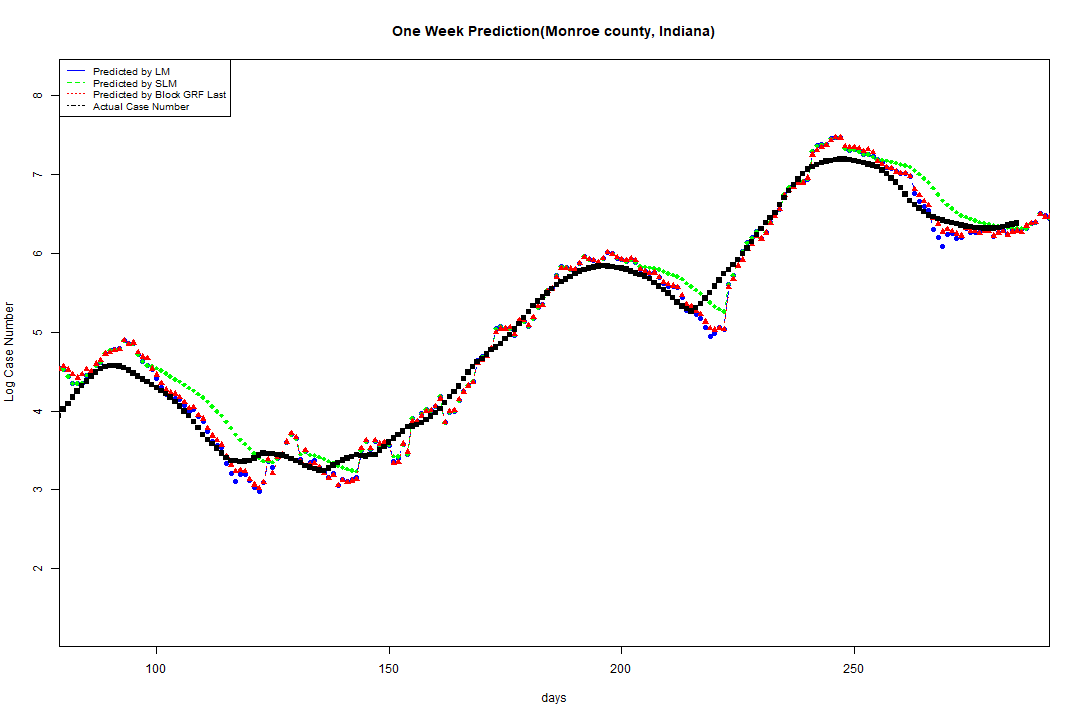 One Week Prediction(Monroe county, Indiana)
Predicted by LM
Predicted by SLM
Predicted by Block GRF Last
Actual Case Number
8
7
6
5
4
3
2
Log Case Number
100 150 200 250
days